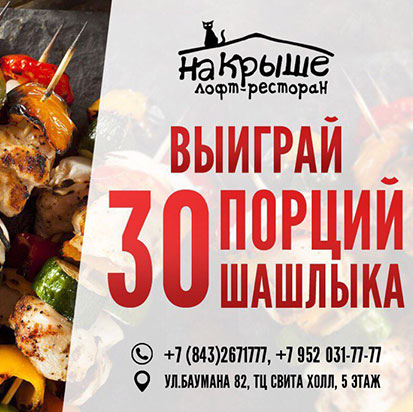 на крыше
лофт-ресторан
ВЫИГРАЙ
30 ПОРЦИЙ
ШАШЛЫКА
+7 (843)2671777, +7 952 031-77-77
УЛ.БАУМАНА 82, ТЦ СВИТА ХОЛЛ, 5 ЭТАЖ